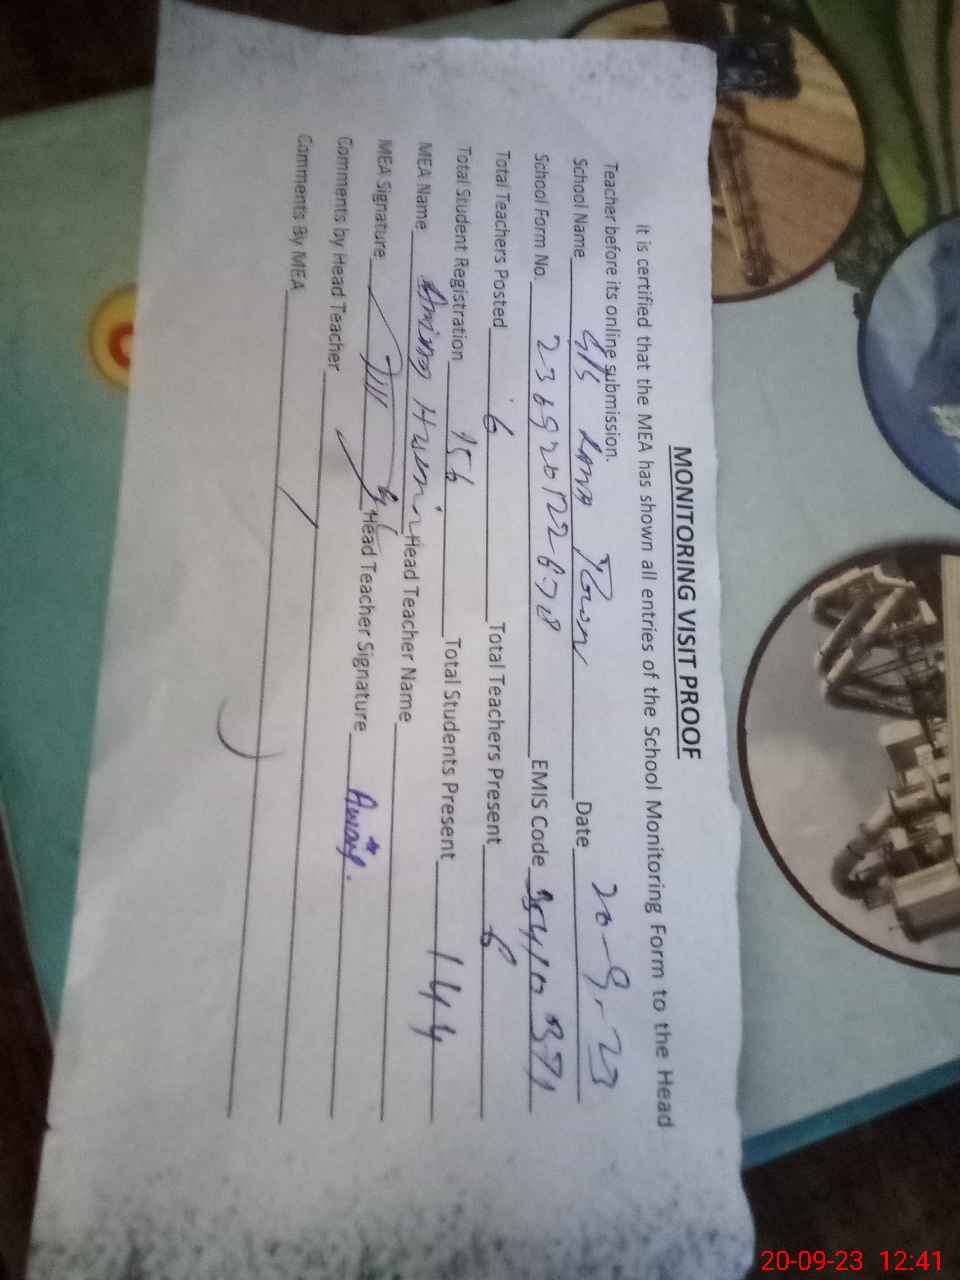 MONITORING VISIT PROOF
It is certified that the MEA has shown all entries of the School Monitoring Form to the Head
Teacher before its online submission.
School Name Town Date 20-9-23
School Form No. 23692012267 8 EMIS Code
Total Teachers Posted 6 Total Teachers Present 6
Total Student Registration 156 Total Students Present 144
MEA Name Head Teacher Name
MEA Signature Head Teacher Signature
Comments by Head Teacher
Comments By MEA
20-09-23 12:41